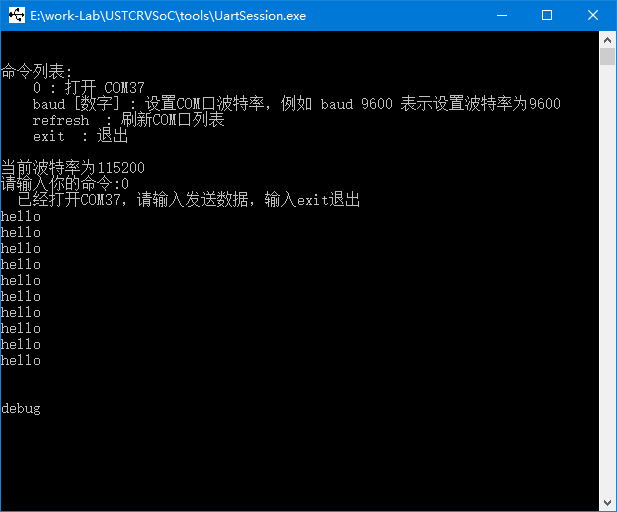 E:\work-Lab\USTCRVSoC\tools\UartSession.exe
命令列表:
0 : 打开 COM37
baud [数字] : 设置COM口波特率，例如 baud 9600 表示设置波特率为9600
refresh  : 刷新COM口列表
exit  : 退出
当前波特率为115200
请输入你的命令:0
已经打开COM37，请输入发送数据，输入exit退出
hello
hello
hello
hello
hello
hello
hello
hello
hello
hello
debug